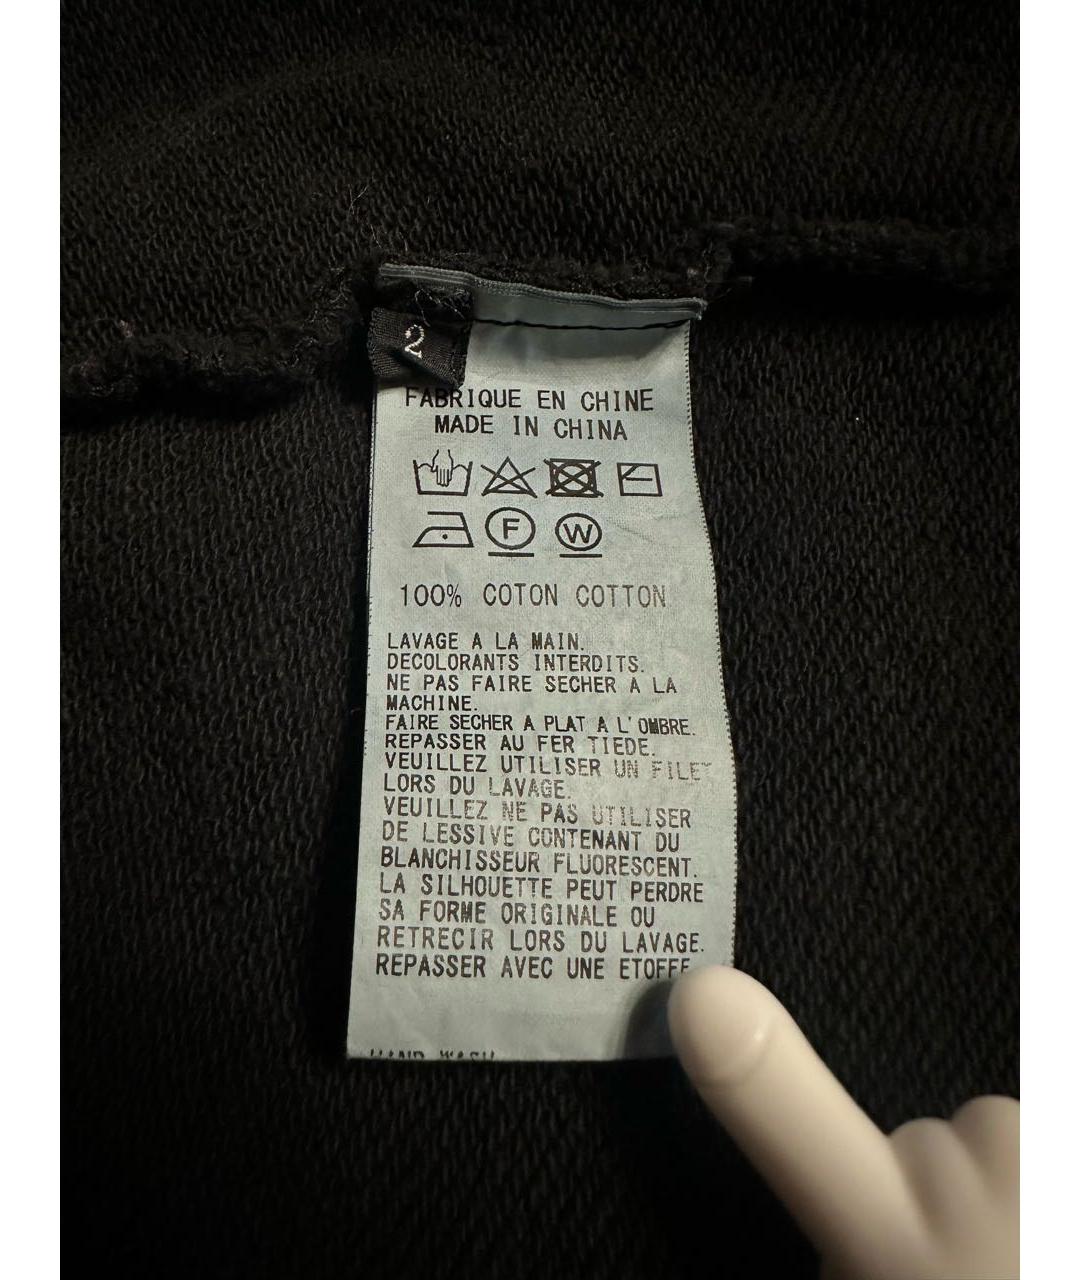 2
FABRIQUE EN CHINE
MADE IN CHINA
F W
100% COTON COTTON
LAVAGE A LA MAIN.
DECOLORANTS INTERDITS.
NE PAS FAIRE SECHER A LA
MACHINE.
FAIRE SECHER A PLAT A L'OMBRE.
REPASSER AU FER TIEDE.
VEUILLEZ UTILISER UN FILET
LORS DU LAVAGE.
VEUILLEZ NE PAS UTILISER
DE LESSIVE CONTENANT DU
BLANCHISSEUR FLUORESCENT.
LA SILHOUETTE PEUT PERDRE
SA FORME ORIGINALE OU
RETRECIR LORS DU LAVAGE.
REPASSER AVEC UNE ETOFFE
HAND WASH